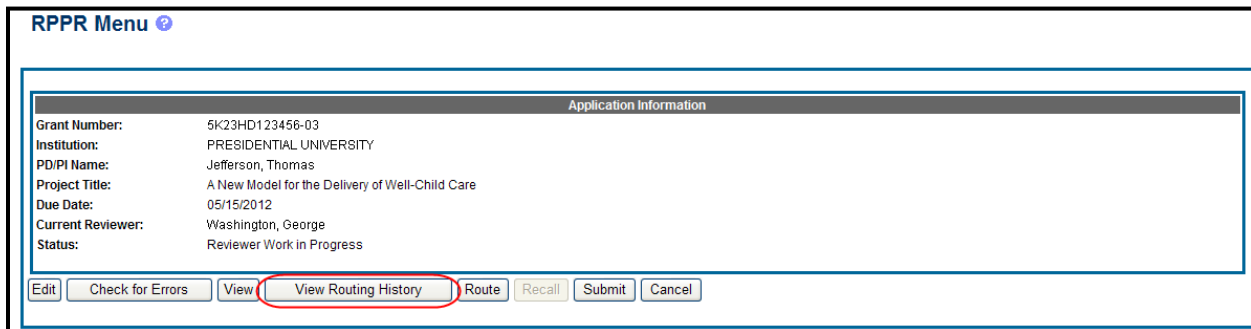 RPPR Menu ?
Application Information
Grant Number: 5K23HD123456-03
Institution: PRESIDENTIAL UNIVERSITY
PD/PI Name: Jefferson, Thomas
Project Title: A New Model for the Delivery of Well-Child Care
Due Date: 05/15/2012
Current Reviewer: Washington, George
Status: Reviewer Work in Progress
Edit Check for Errors View View Routing History Route Recall Submit Cancel